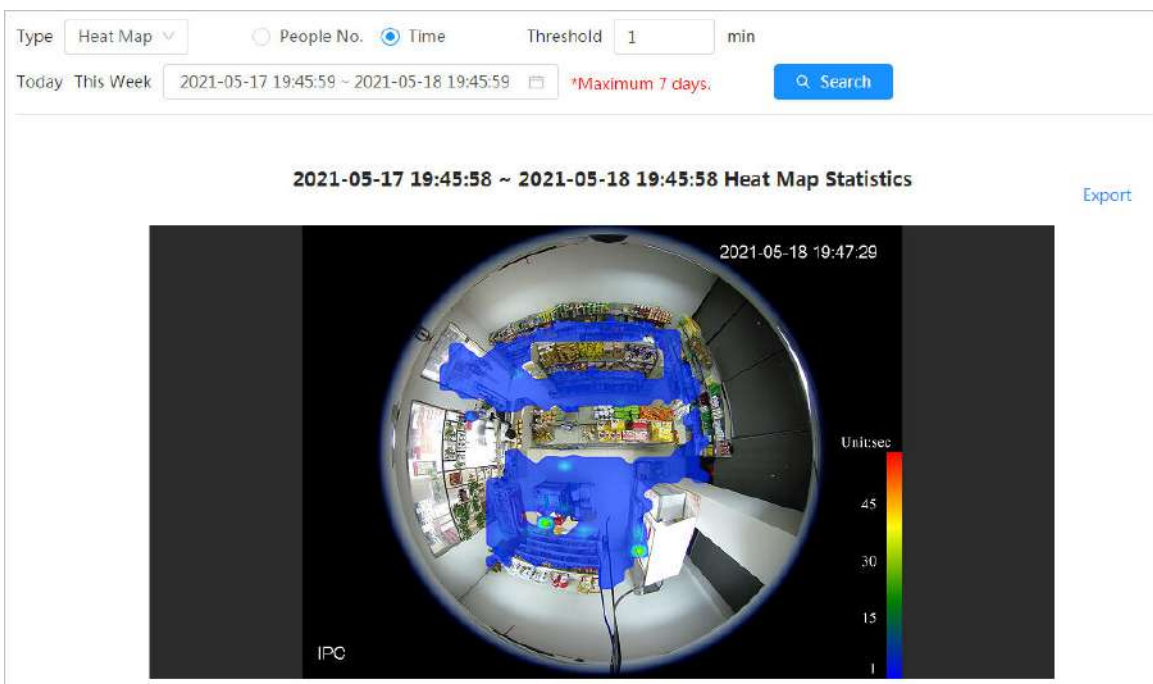 Type Heat Map People No. Time Threshold 1 min
Today This Week 2021-05-17 19:45:59 ~ 2021-05-18 19:45:59 *Maximum 7 days. Search
2021-05-17 19:45:58 ~ 2021-05-18 19:45:58 Heat Map Statistics
Export
2021-05-18 19:47:29
Unit:sec
45
30
15
1
IPC